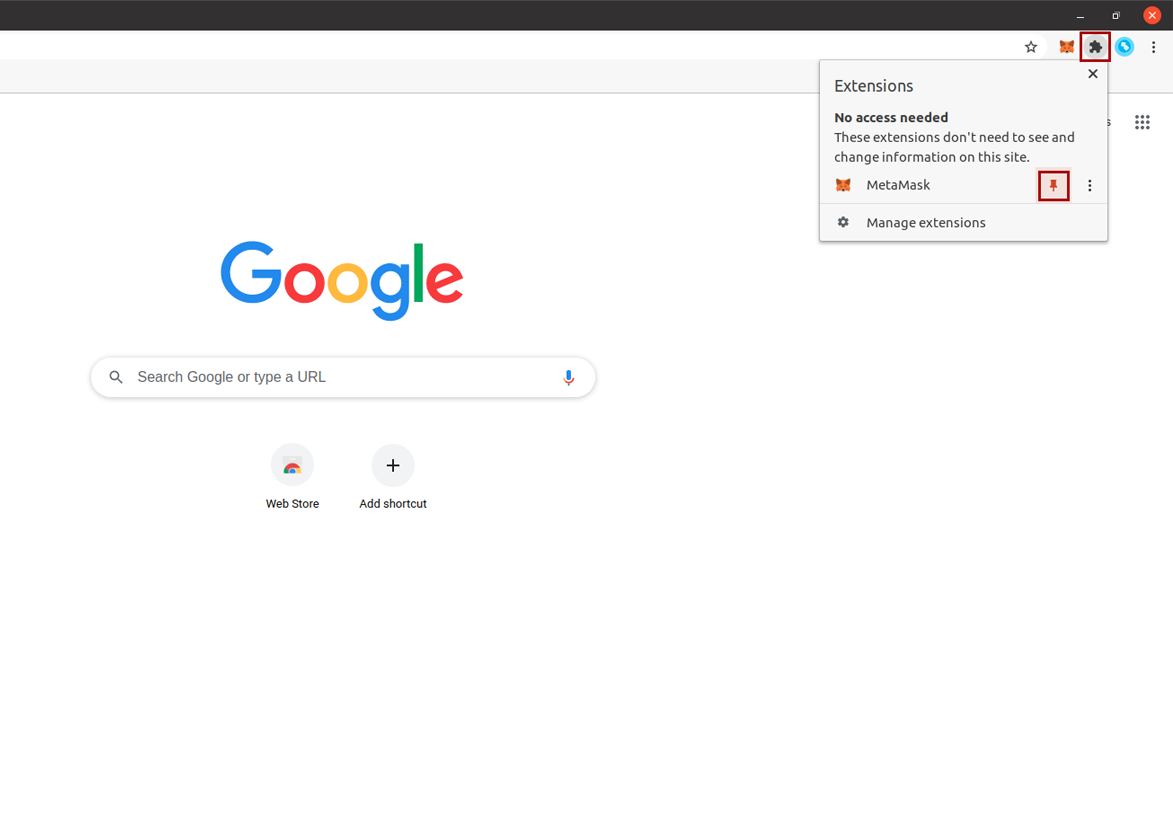 Extensions
No access needed
These extensions don't need to see and
change information on this site.
MetaMask
Manage extensions
Google
Search Google or type a URL
Web Store
Add shortcut